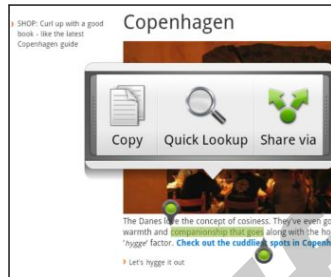 SHOP: Curl up with a good
book - like the latest
Copenhagen guide
Copenhagen
Copy
Quick Lookup
Share via
The Danes love the concept of cosiness. They've even go
warmth and companionship that goes along with the ho
'hygge' factor. Check out the cuddliest spots in Copenh
Let's hygge it out